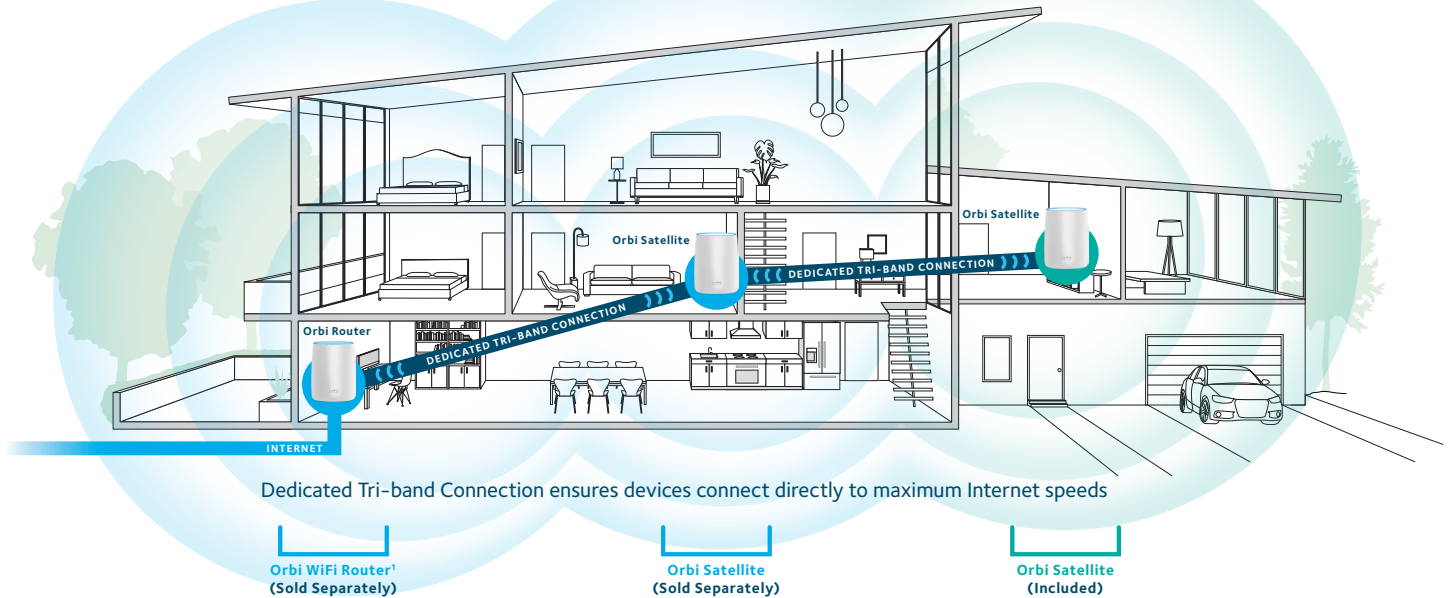 Orbi Satellite
Orbi Satellite
DEDICATED TRI-BAND CONNECTION
Orbi Router
DEDICATED TRI-BAND CONNECTION
INTERNET
Dedicated Tri-band Connection ensures devices connect directly to maximum Internet speeds
Orbi WiFi Router¹
(Sold Separately)
Orbi Satellite
(Sold Separately)
Orbi Satellite
(Included)